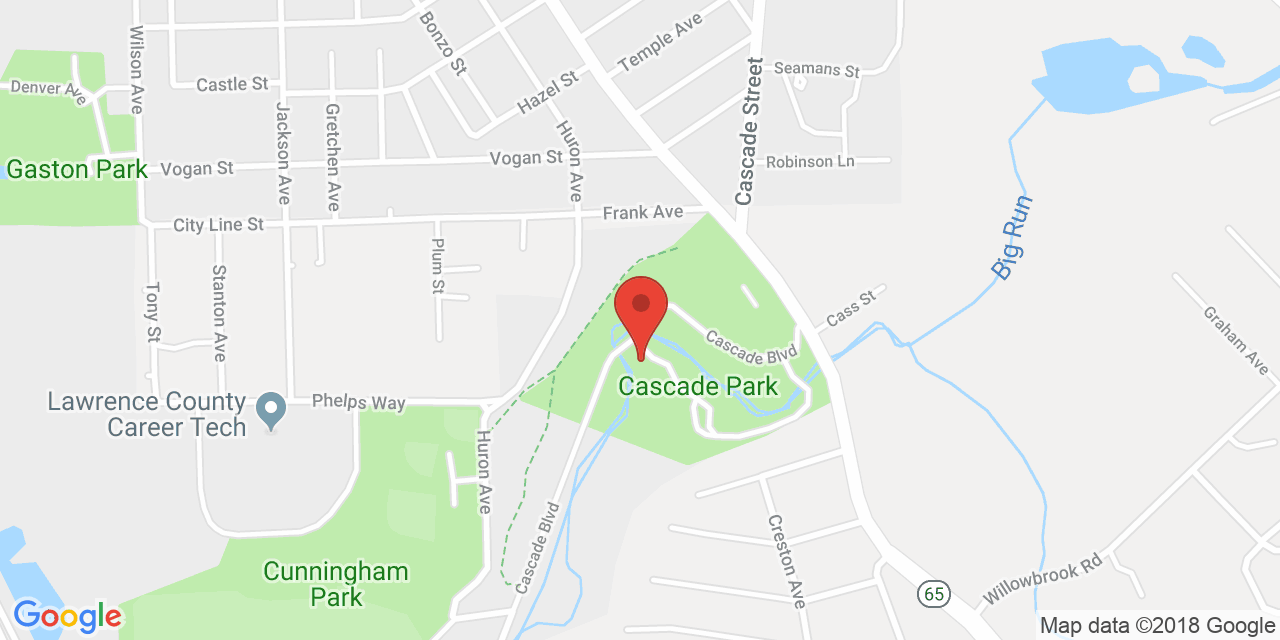 Bonzo St
Temple Ave
Wilson Ave
Castle St
Denver Ave
Hazel St
Seamans St
Cascade Street
Jackson Ave
Gretchen Ave
Huron Ave
Gaston Park
Vogan St
Vogan St
Robinson Ln
City Line St
Frank Ave
Big Run
Plum St
Stanton Ave
Tony St
Cass St
Graham Ave
Cascade Blvd
Cascade Park
Lawrence County
Career Tech
Phelps Way
Huron Ave
Cascade Blvd
Creston Ave
Cunningham
Park
Willowbrook Rd
65
Google
Map data ©2018 Google